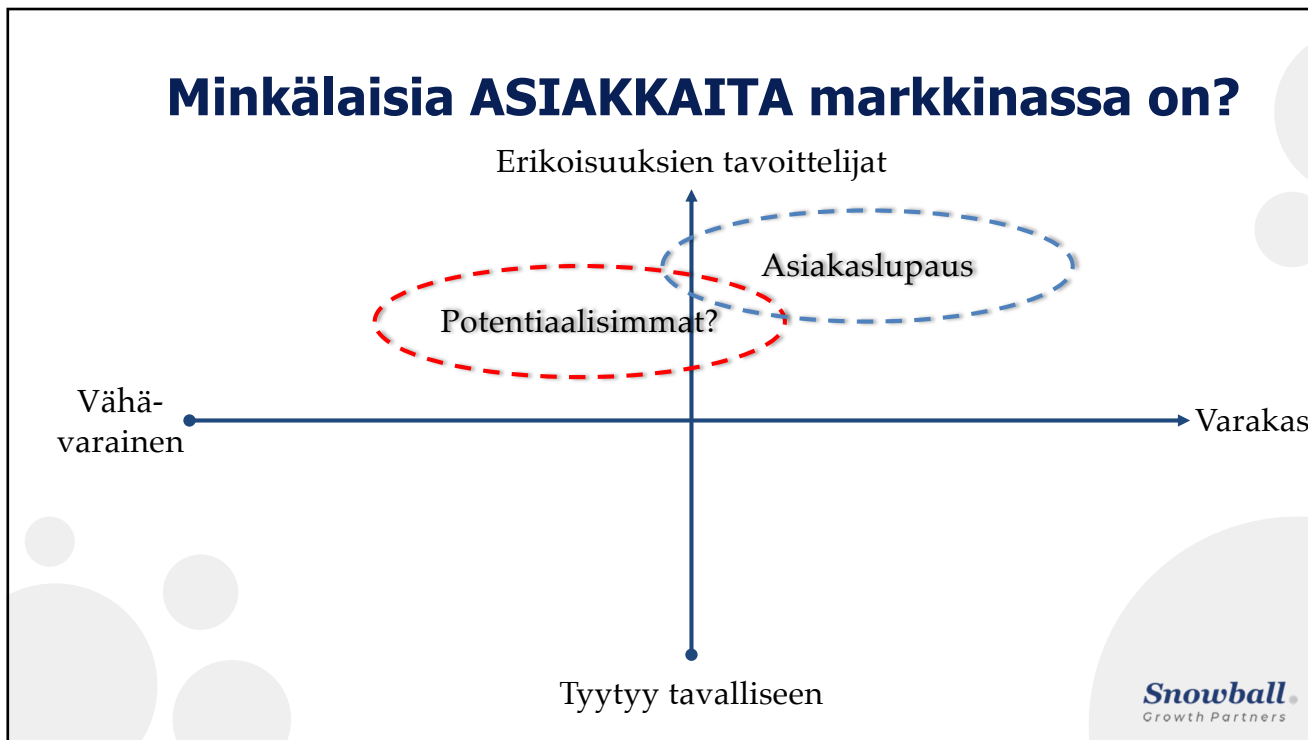 Minkälaisia ASIAKKAITA markkinassa on?
Erikoisuuksien tavoittelijat
Asiakaslupaus
Potentiaalisimmat?
Vähä-
varainen
Varakas
Tyytyy tavalliseen
Snowball.
Growth Partners